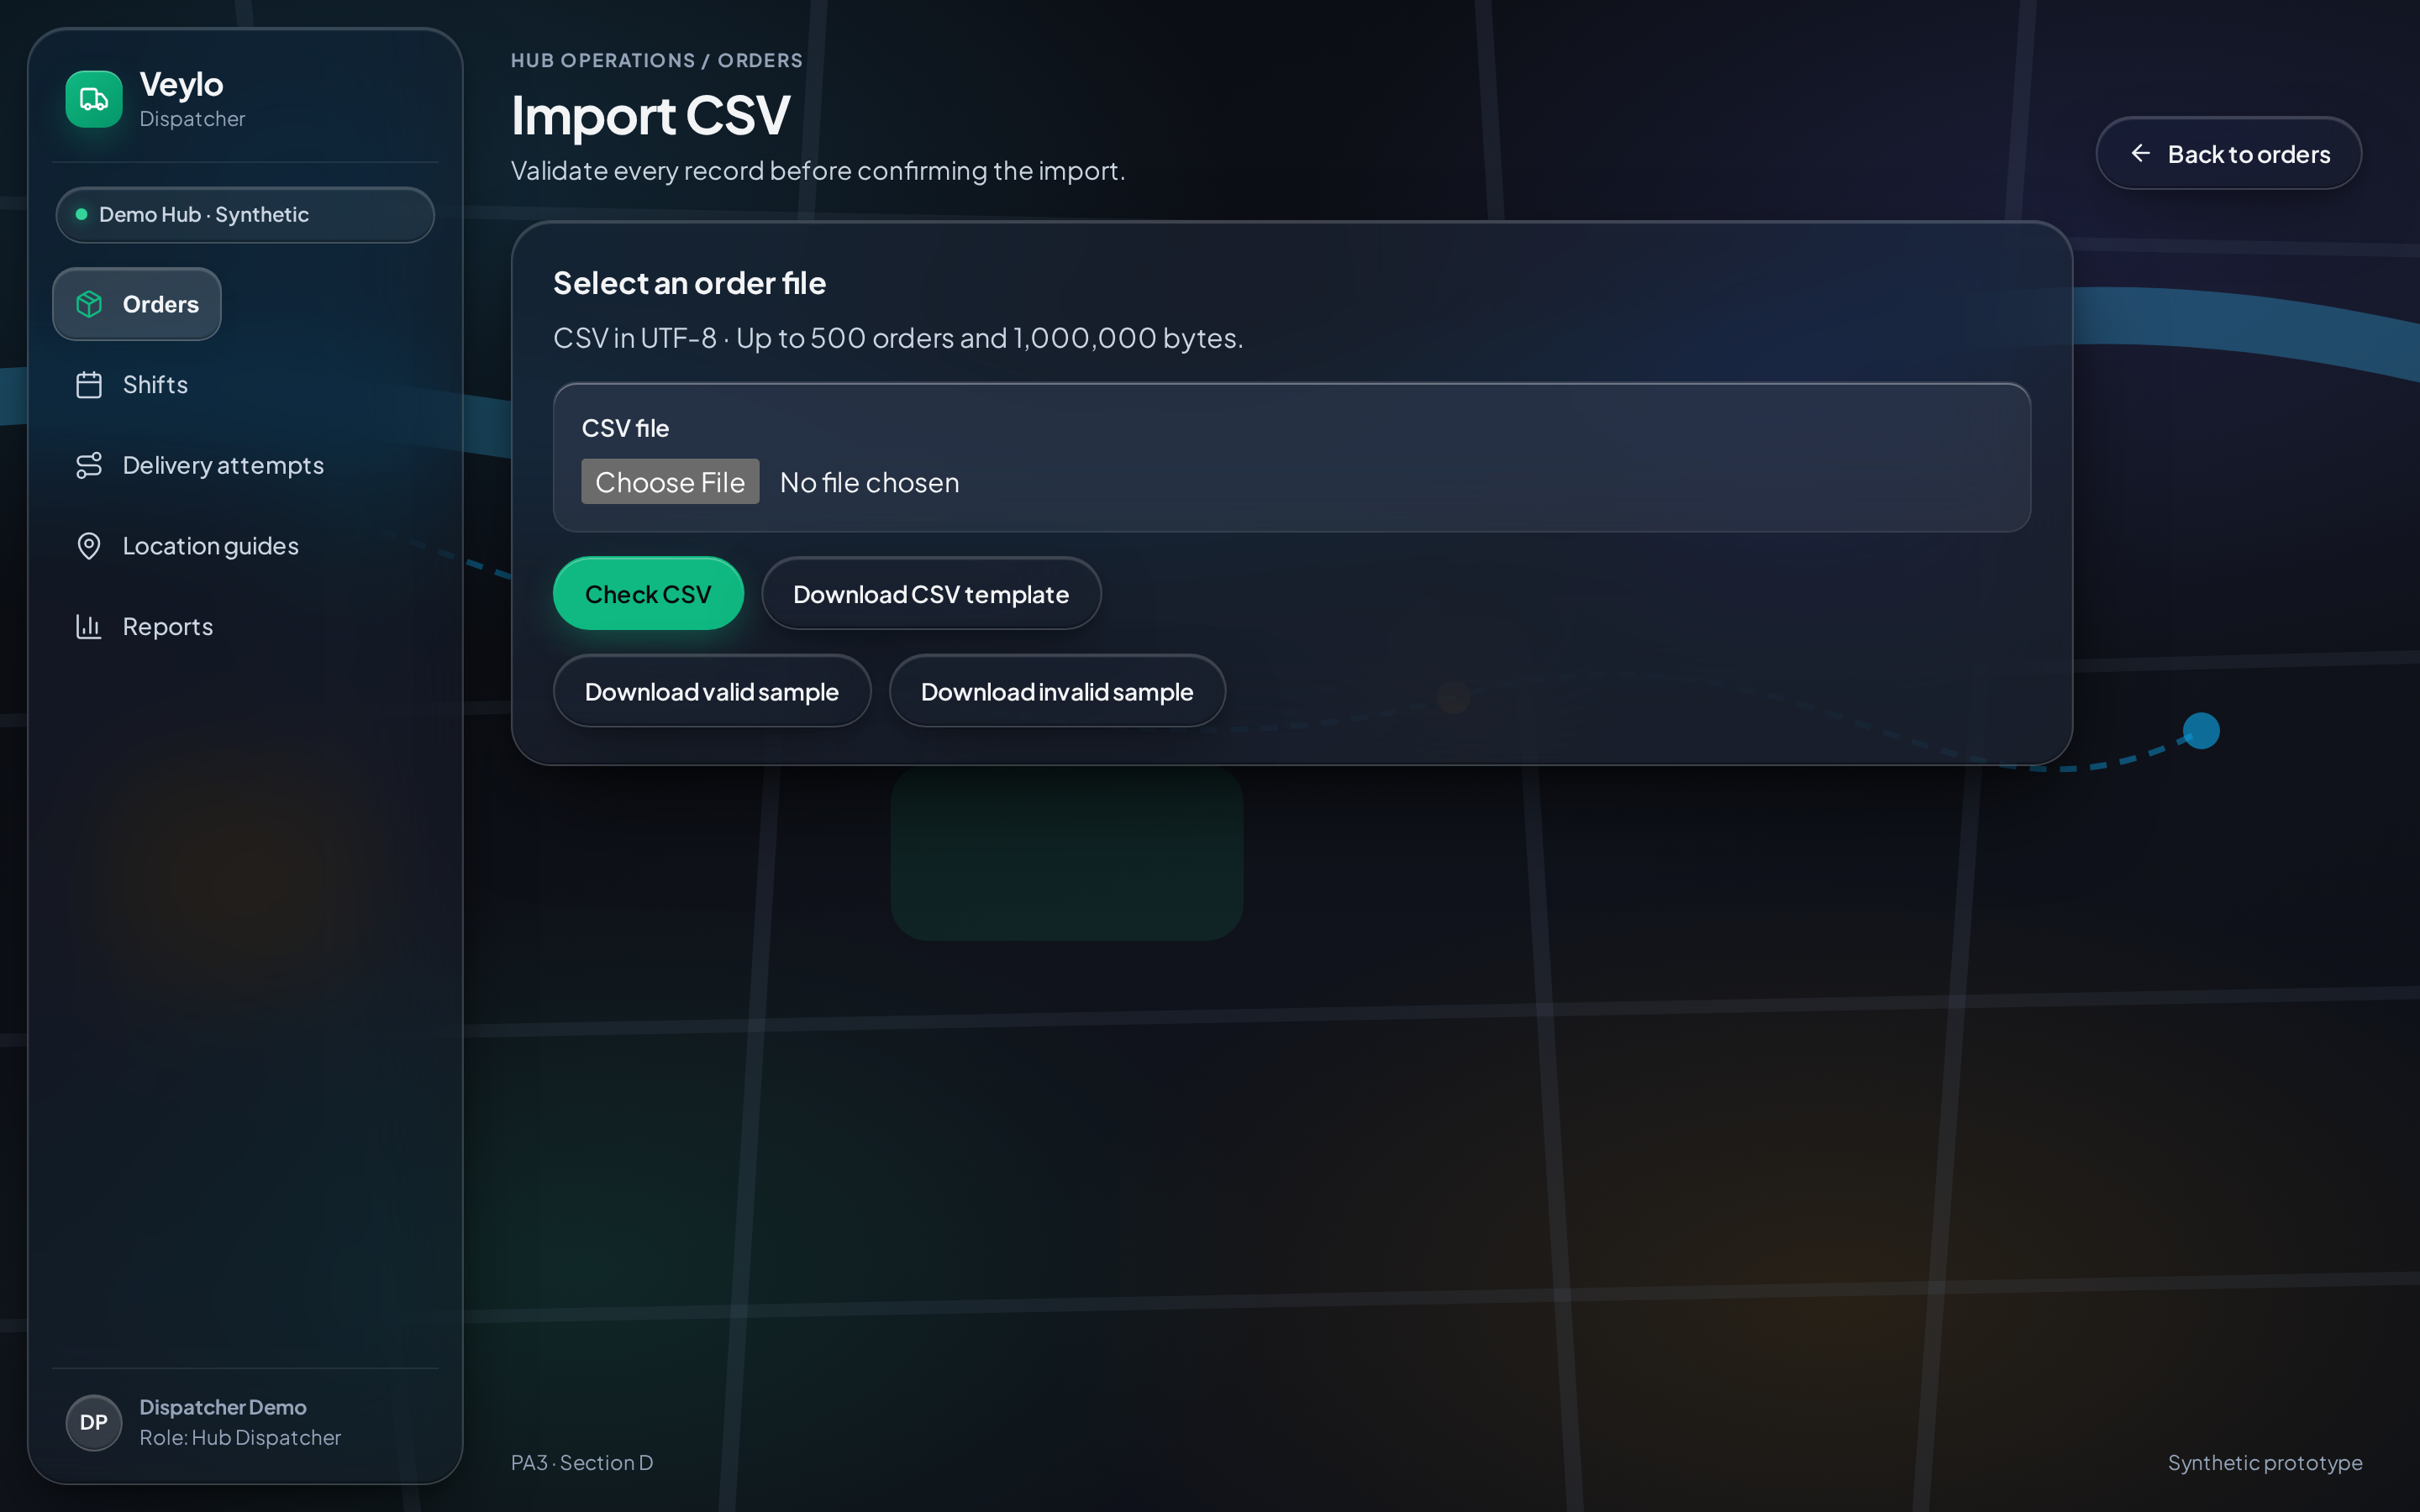 Veylo
Dispatcher
Demo Hub · Synthetic
Orders
Shifts
Delivery attempts
Location guides
Reports
DP
Dispatcher Demo
Role: Hub Dispatcher
HUB OPERATIONS / ORDERS
Import CSV
Validate every record before confirming the import.
Back to orders
Select an order file
CSV in UTF-8 · Up to 500 orders and 1,000,000 bytes.
CSV file
Choose File No file chosen
Check CSV
Download CSV template
Download valid sample
Download invalid sample
PA3 · Section D
Synthetic prototype